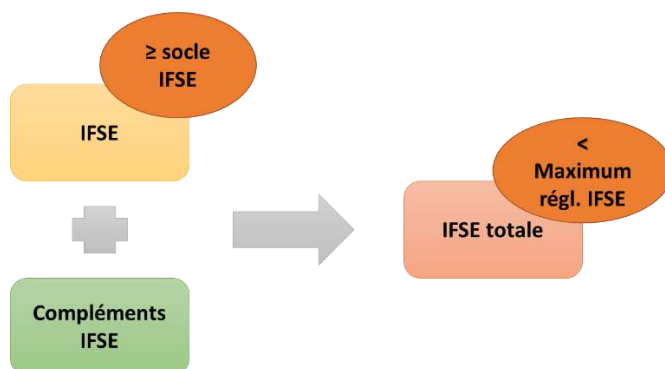 ≥ socle
IFSE
IFSE
Compléments
IFSE
<
Maximum
régl. IFSE
IFSE totale